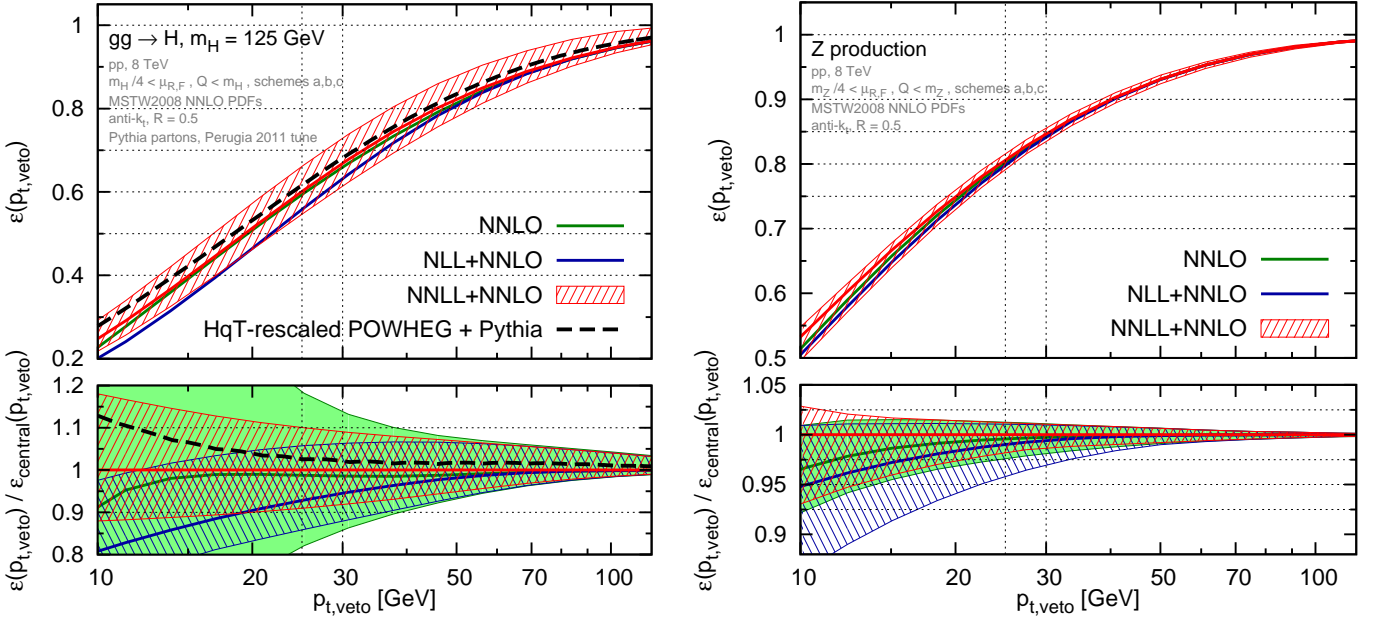 gg → H, m_H = 125 GeV
pp, 8 TeV
m_H /4 < μ_R,F , Q < m_H , schemes a,b,c
MSTW2008 NNLO PDFs
anti-k_t, R = 0.5
Pythia partons, Perugia 2011 tune
ε(p_t,veto)
1
0.8
0.6
0.4
0.2
NNLO
NLL+NNLO
NNLL+NNLO
HqT-rescaled POWHEG + Pythia
ε(p_t,veto) / ε_central(p_t,veto)
1.2
1.1
1
0.9
0.8
10 20 30 50 70 100
p_t,veto [GeV]
Z production
pp, 8 TeV
m_Z /4 < μ_R,F , Q < m_Z , schemes a,b,c
MSTW2008 NNLO PDFs
anti-k_t, R = 0.5
ε(p_t,veto)
1
0.9
0.8
0.7
0.6
0.5
NNLO
NLL+NNLO
NNLL+NNLO
ε(p_t,veto) / ε_central(p_t,veto)
1.05
1
0.95
0.9
10 20 30 50 70 100
p_t,veto [GeV]